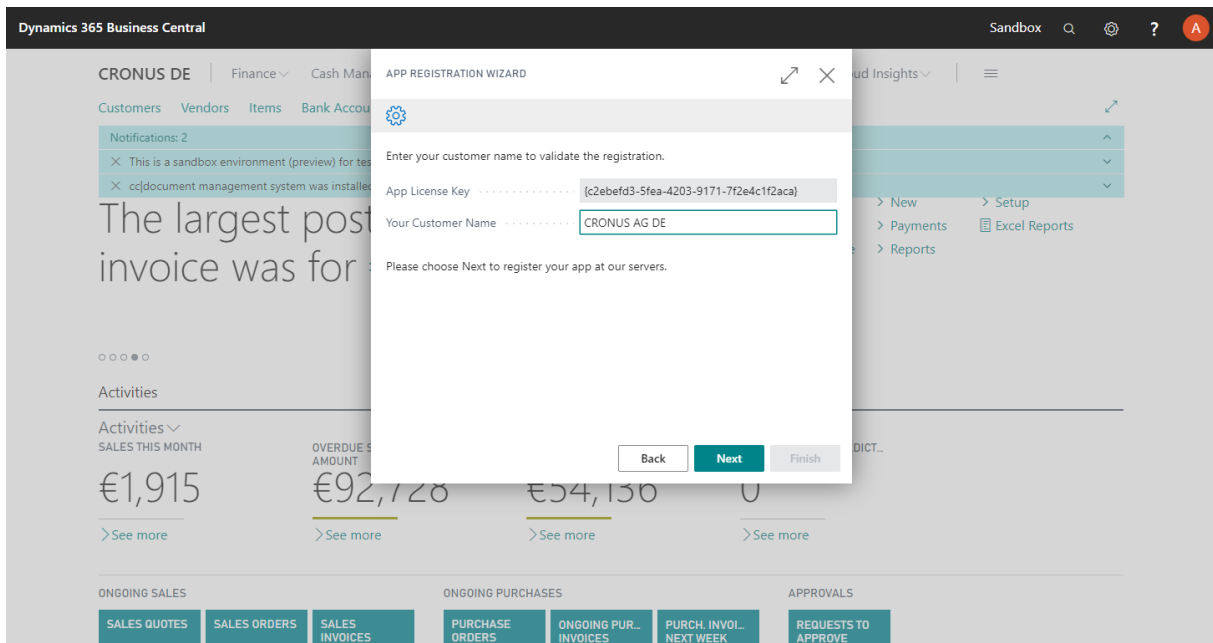 Dynamics 365 Business Central
Sandbox
?
A
CRONUS DE
Finance
Cash Man
ud Insights
Customers Vendors Items Bank Accou
Notifications: 2
This is a sandbox environment (preview) for tes
cc|document management system was installed
The largest post
invoice was for
> New
> Setup
> Payments
Excel Reports
> Reports
APP REGISTRATION WIZARD
Enter your customer name to validate the registration.
App License Key
{c2ebefd3-5fea-4203-9171-7f2e4c1f2aca}
Your Customer Name
CRONUS AG DE
Please choose Next to register your app at our servers.
Back
Next
Finish
Activities
Activities
SALES THIS MONTH
€1,915
>See more
OVERDUE S
AMOUNT
€92,728
>See more
€54,136
>See more
DICT...
0
>See more
ONGOING SALES
ONGOING PURCHASES
APPROVALS
SALES QUOTES
SALES ORDERS
SALES
INVOICES
PURCHASE
ORDERS
ONGOING PUR...
INVOICES
PURCH. INVOI...
NEXT WEEK
REQUESTS TO
APPROVE